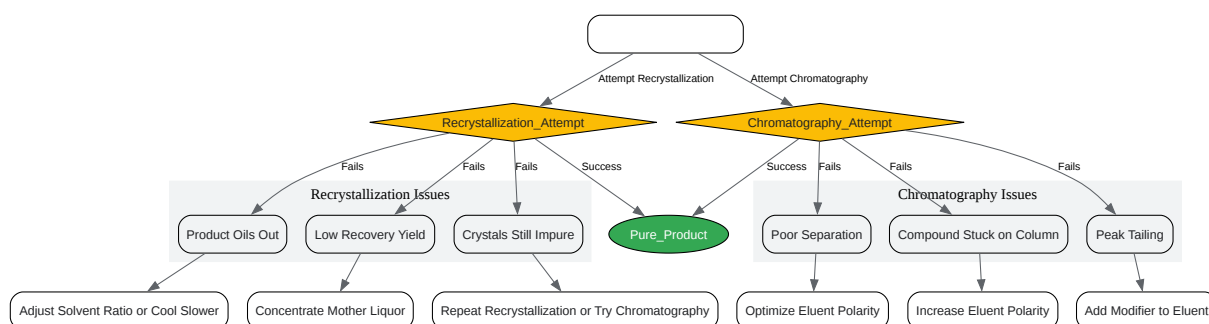 Attempt Recrystallization
Attempt Chromatography
Recrystallization_Attempt
Chromatography_Attempt
Fails
Fails
Fails
Success
Success
Fails
Fails
Fails
Recrystallization Issues
Chromatography Issues
Product Oils Out
Low Recovery Yield
Crystals Still Impure
Pure_Product
Poor Separation
Compound Stuck on Column
Peak Tailing
Adjust Solvent Ratio or Cool Slower
Concentrate Mother Liquor
Repeat Recrystallization or Try Chromatography
Optimize Eluent Polarity
Increase Eluent Polarity
Add Modifier to Eluent